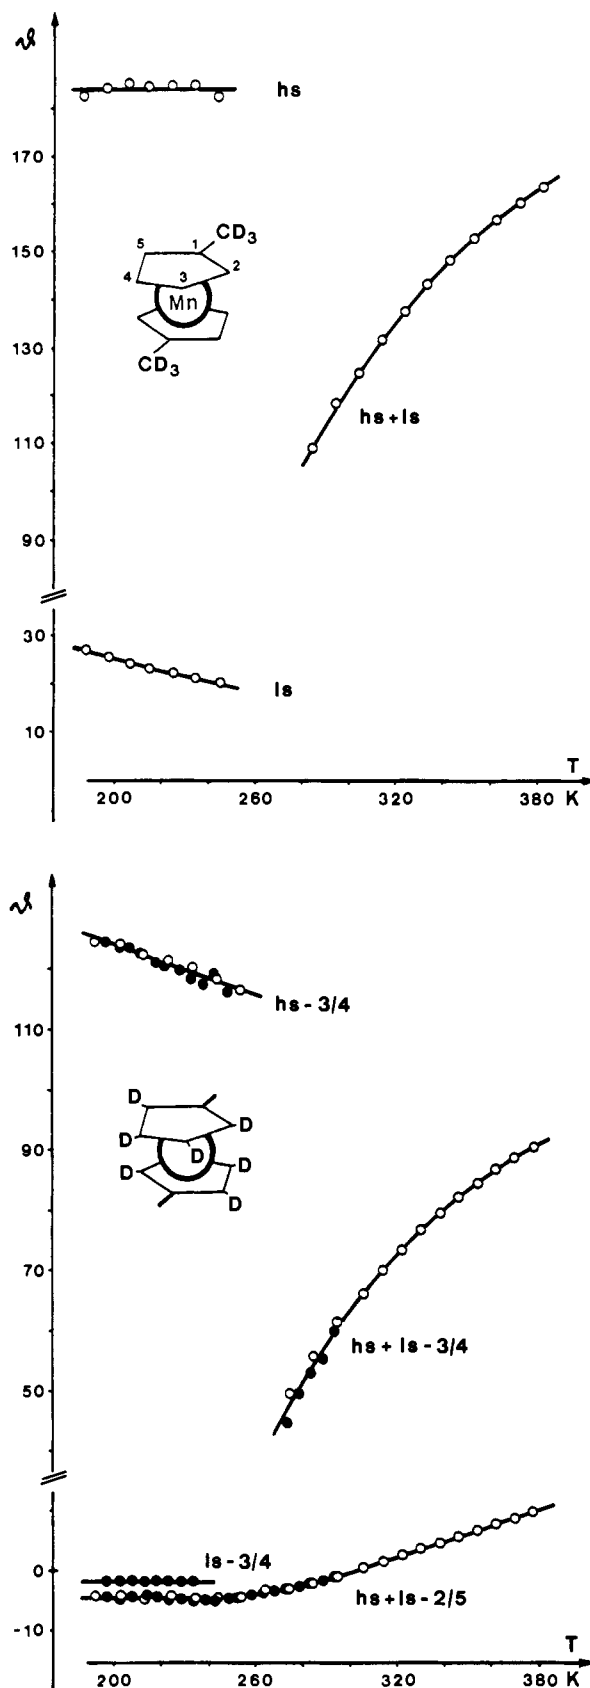 ϑ
hs
170
5
1
CD3
4
3
2
150
Mn
CD3
130
hs + ls
110
90
30
ls
10
T
200
260
320
380 K
ϑ
hs - 3/4
110
D
D
D
D
D
D
D
D
90
70
hs + ls - 3/4
50
ls - 3/4
0
hs + ls - 2/5
-10
T
200
260
320
380 K